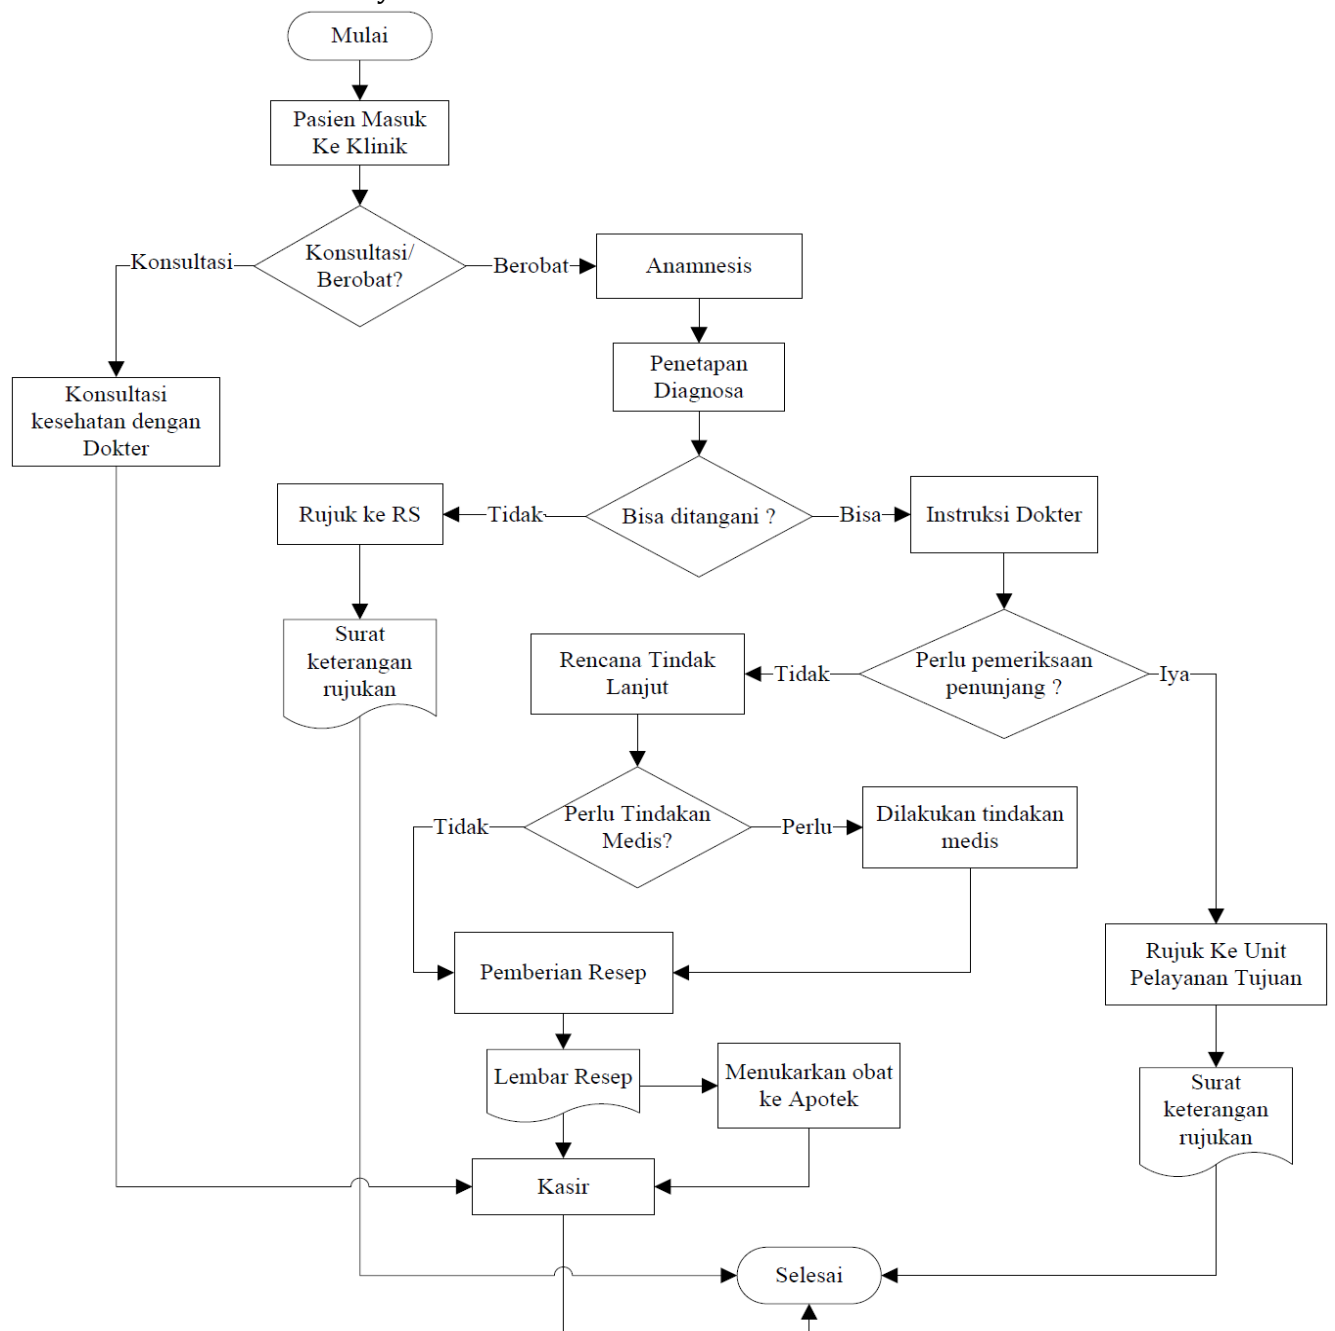 Mulai
Pasien Masuk
Ke Klinik
Konsultasi/
Berobat?
Konsultasi
Berobat
Anamnesis
Konsultasi
kesehatan dengan
Dokter
Penetapan
Diagnosa
Bisa ditangani ?
Tidak
Bisa
Rujuk ke RS
Instruksi Dokter
Surat
keterangan
rujukan
Perlu pemeriksaan
penunjang ?
Tidak
Iya
Rencana Tindak
Lanjut
Perlu Tindakan
Medis?
Tidak
Perlu
Dilakukan tindakan
medis
Pemberian Resep
Rujuk Ke Unit
Pelayanan Tujuan
Lembar Resep
Menukarkan obat
ke Apotek
Surat
keterangan
rujukan
Kasir
Selesai